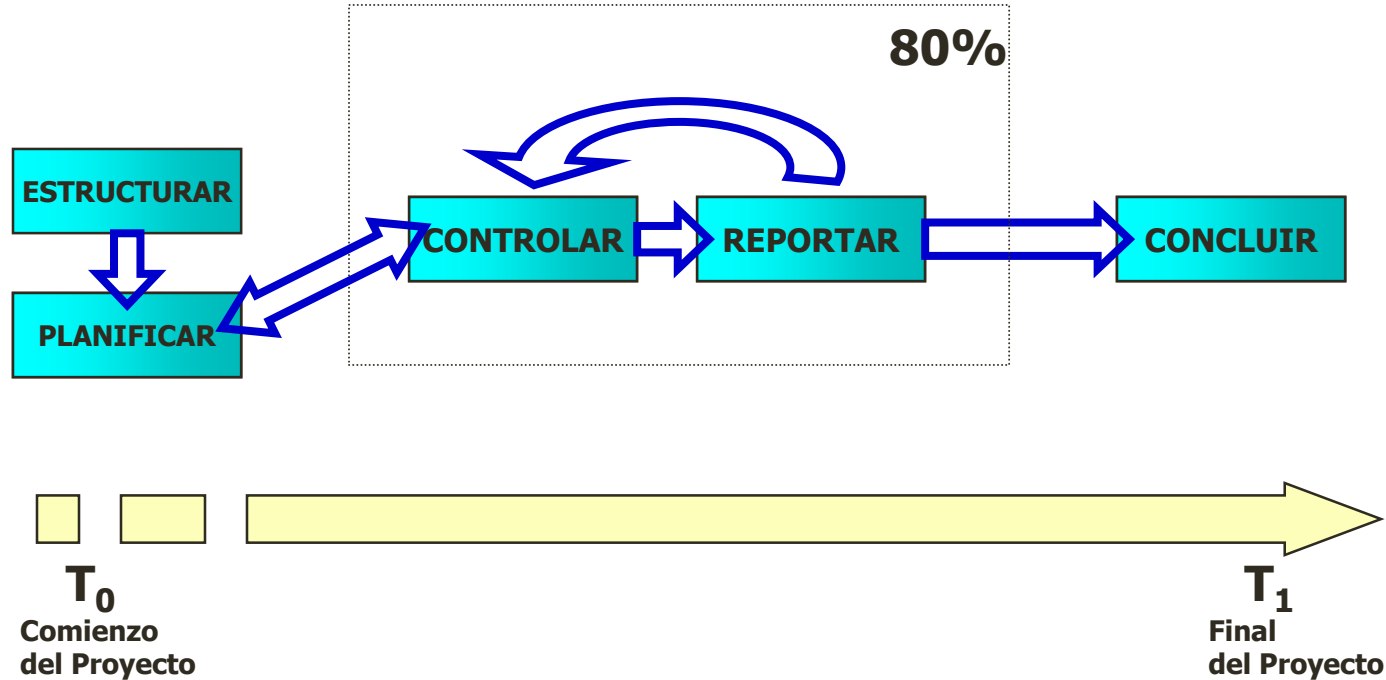 80%
ESTRUCTURAR
PLANIFICAR
CONTROLAR
REPORTAR
CONCLUIR
T0
Comienzo
del Proyecto
T1
Final
del Proyecto